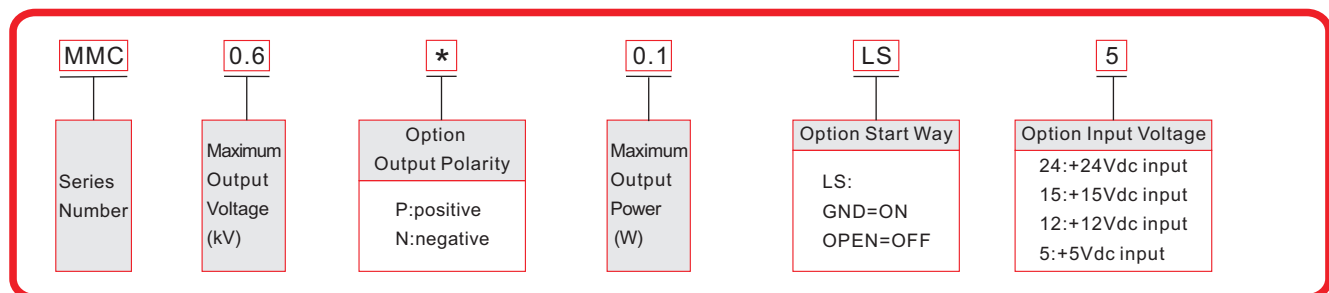 MMC 0.6 * 0.1 LS 5
Series
Number
Maximum
Output
Voltage
(kV)
Option
Output Polarity
P:positive
N:negative
Maximum
Output
Power
(W)
Option Start Way
LS:
GND=ON
OPEN=OFF
Option Input Voltage
24:+24Vdc input
15:+15Vdc input
12:+12Vdc input
5:+5Vdc input